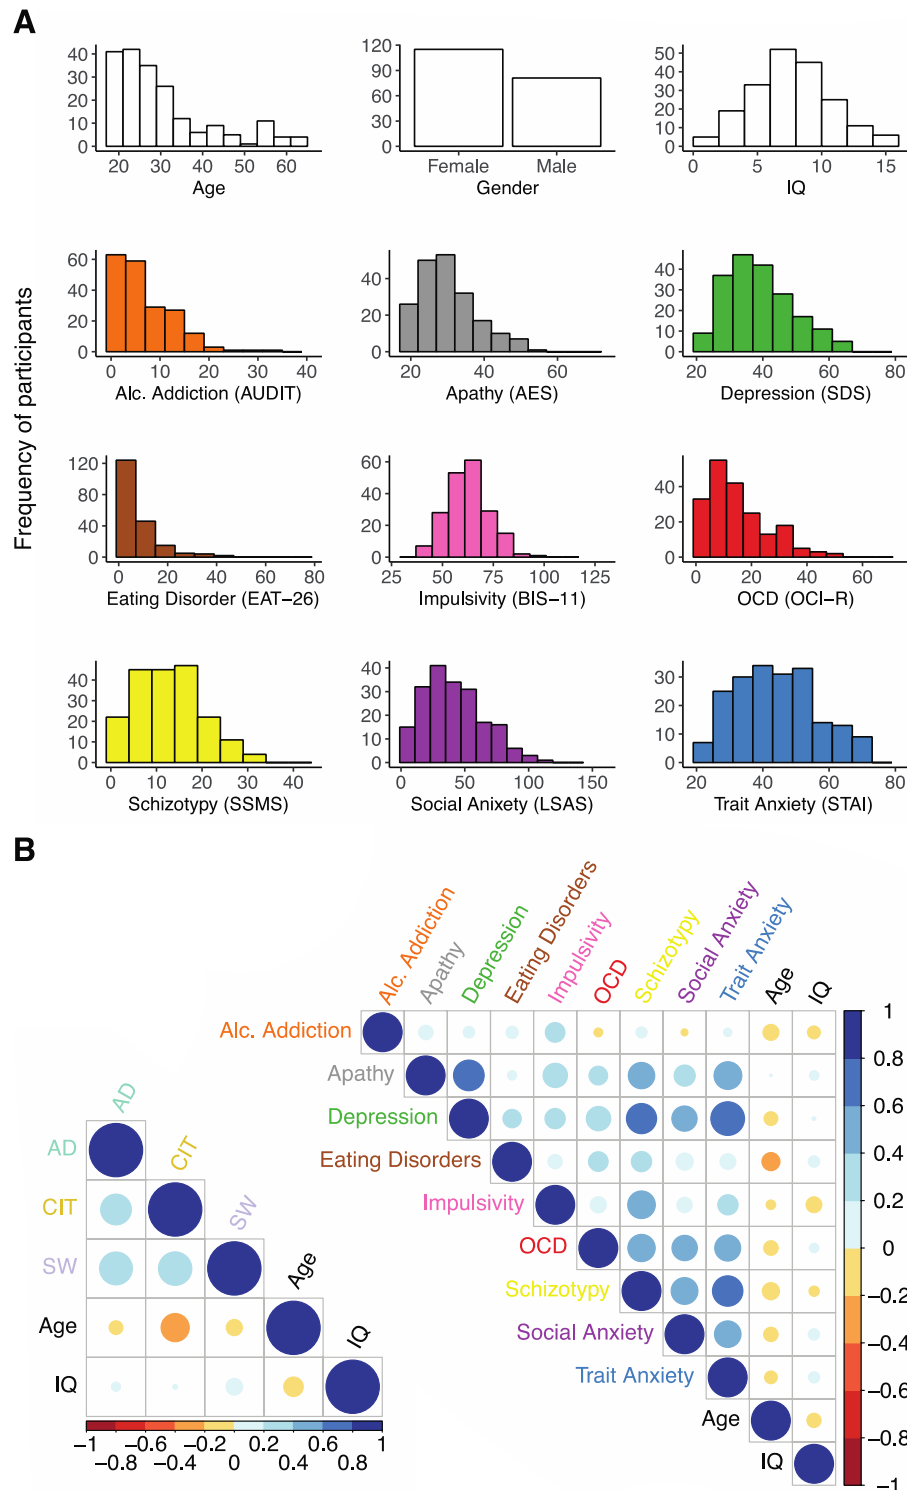 A
Frequency of participants
40
30
20
10
0
20 30 40 50 60
Age
120
90
60
30
0
Female Male
Gender
50
40
30
20
10
0
0 5 10 15
IQ
60
40
20
0
0 10 20 30 40
Alc. Addiction (AUDIT)
40
20
0
20 40 60
Apathy (AES)
40
30
20
10
0
20 40 60 80
Depression (SDS)
120
80
40
0
0 20 40 60 80
Eating Disorder (EAT−26)
60
40
20
0
25 50 75 100 125
Impulsivity (BIS−11)
40
20
0
0 20 40 60
OCD (OCI−R)
40
30
20
10
0
0 10 20 30 40
Schizotypy (SSMS)
40
30
20
10
0
0 50 100 150
Social Anixety (LSAS)
30
20
10
0
20 40 60 80
Trait Anxiety (STAI)
B
AD
CIT
SW
Age
IQ
AD
CIT
SW
Age
IQ
−1 −0.6 −0.2 0.2 0.6 1
−0.8 −0.4 0 0.4 0.8
Alc. Addiction
Apathy
Depression
Eating Disorders
Impulsivity
OCD
Schizotypy
Social Anxiety
Trait Anxiety
Age
IQ
Alc. Addiction
Apathy
Depression
Eating Disorders
Impulsivity
OCD
Schizotypy
Social Anxiety
Trait Anxiety
Age
IQ
1
0.8
0.6
0.4
0.2
0
−0.2
−0.4
−0.6
−0.8
−1